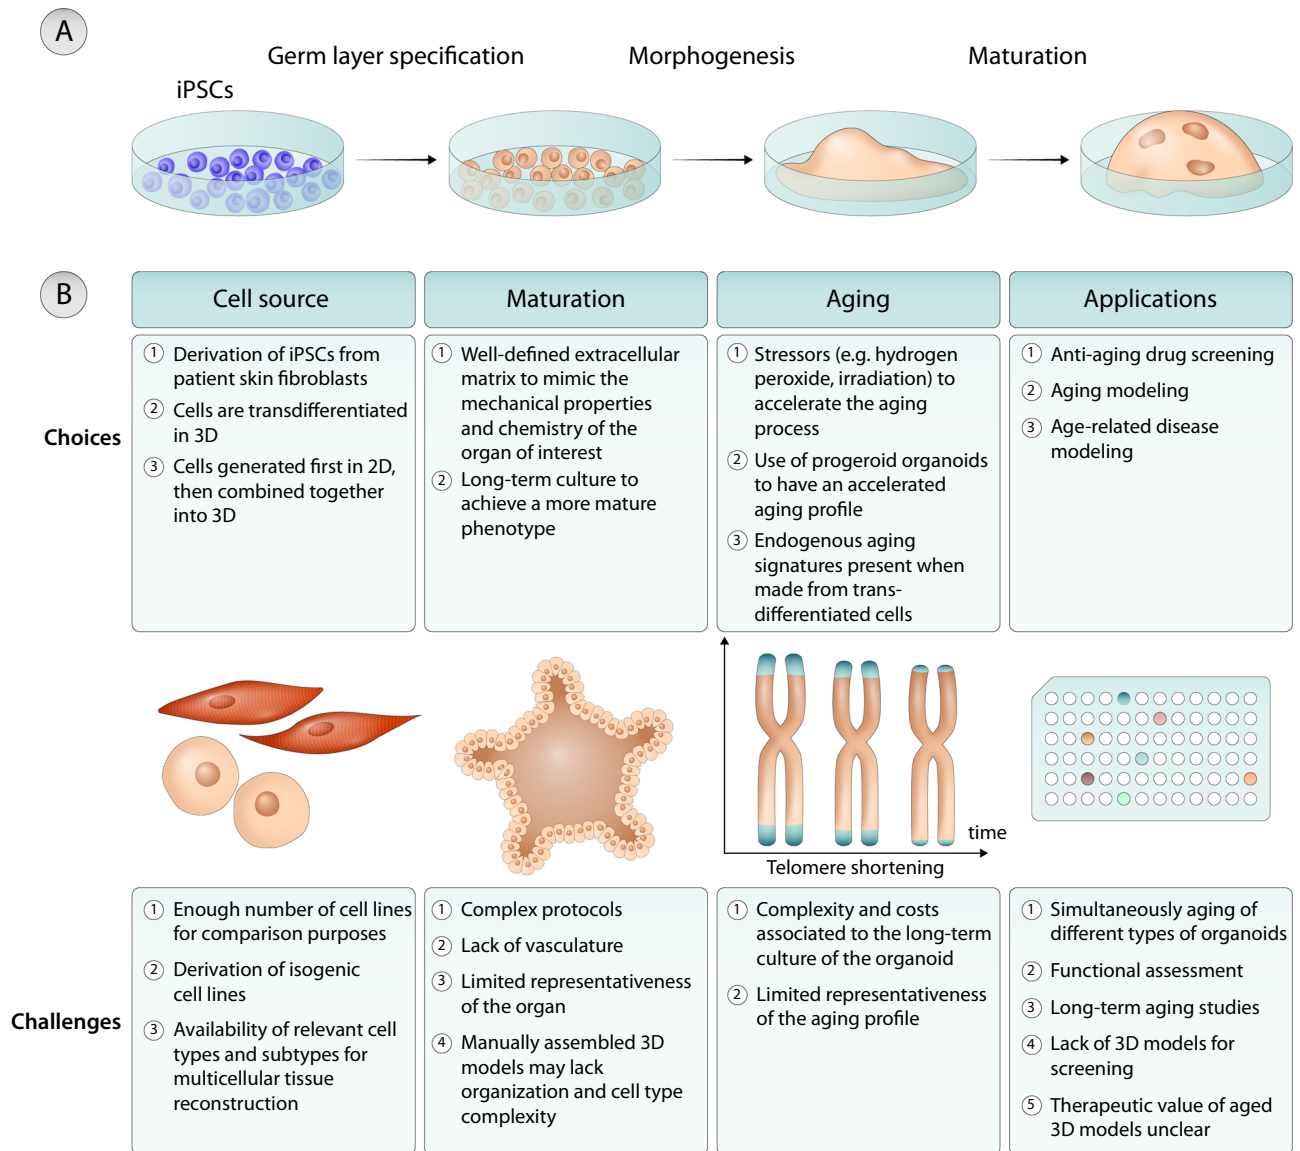 A
Germ layer specification
Morphogenesis
Maturation
iPSCs
B
Cell source
Maturation
Aging
Applications
Choices
1 Derivation of iPSCs from
patient skin fibroblasts
2 Cells are transdifferentiated
in 3D
3 Cells generated first in 2D,
then combined together
into 3D
1 Well-defined extracellular
matrix to mimic the
mechanical properties
and chemistry of the
organ of interest
2 Long-term culture to
achieve a more mature
phenotype
1 Stressors (e.g. hydrogen
peroxide, irradiation) to
accelerate the aging
process
2 Use of progeroid organoids
to have an accelerated
aging profile
3 Endogenous aging
signatures present when
made from trans-
differentiated cells
1 Anti-aging drug screening
2 Aging modeling
3 Age-related disease
modeling
time
Telomere shortening
Challenges
1 Enough number of cell lines
for comparison purposes
2 Derivation of isogenic
cell lines
3 Availability of relevant cell
types and subtypes for
multicellular tissue
reconstruction
1 Complex protocols
2 Lack of vasculature
3 Limited representativeness
of the organ
4 Manually assembled 3D
models may lack
organization and cell type
complexity
1 Complexity and costs
associated to the long-term
culture of the organoid
2 Limited representativeness
of the aging profile
1 Simultaneously aging of
different types of organoids
2 Functional assessment
3 Long-term aging studies
4 Lack of 3D models for
screening
5 Therapeutic value of aged
3D models unclear